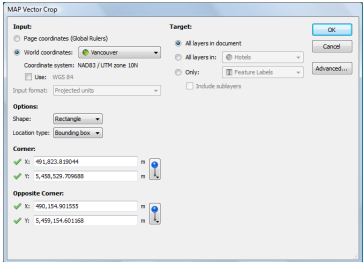 MAP Vector Crop
Input:
Page coordinates (Global Rulers)
World coordinates: Vancouver
Coordinate system: NAD83 / UTM zone 10N
Use: WGS 84
Input format: Projected units
Options:
Shape: Rectangle
Location type: Bounding box
Corner:
X: 491,823.819044 m
Y: 5,458,529.709688 m
Opposite Corner:
X: 490,154.901555 m
Y: 5,459,154.601168 m
Target:
All layers in document
All layers in: Hotels
Only: Feature Labels
Include sublayers
OK
Cancel
Advanced...